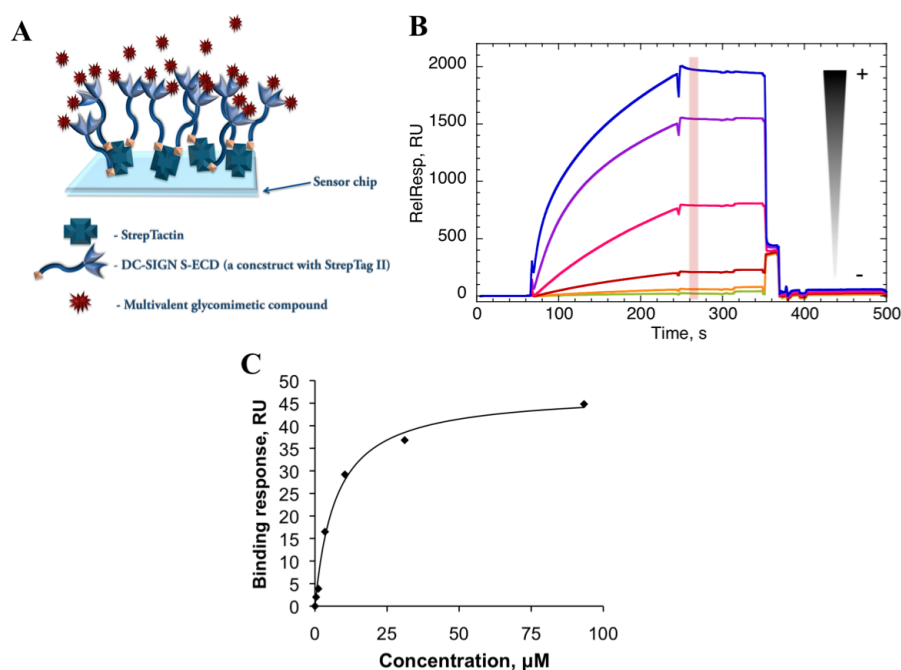 A
Sensor chip
- StrepTactin
- DC-SIGN S-ECD (a concstruct with StrepTag II)
- Multivalent glycomimetic compound
B
2000
1500
1000
500
0
RelResp, RU
0 100 200 300 400 500
Time, s
+
-
C
50
45
40
35
30
25
20
15
10
5
0
Binding response, RU
0 25 50 75 100
Concentration, µM